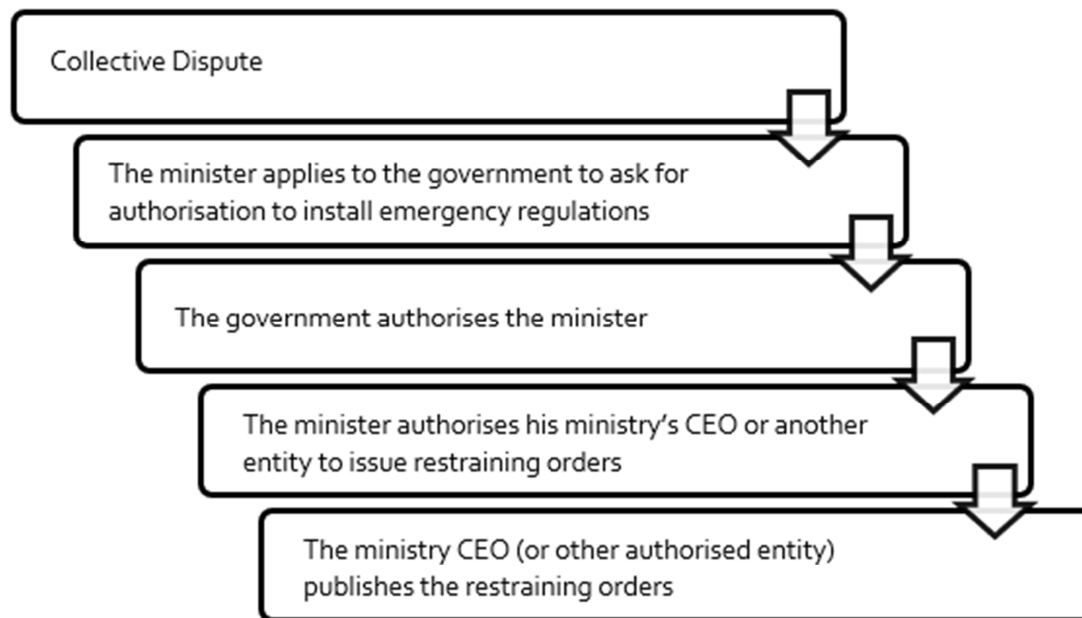 Collective Dispute
The minister applies to the government to ask for
authorisation to install emergency regulations
The government authorises the minister
The minister authorises his ministry’s CEO or another
entity to issue restraining orders
The ministry CEO (or other authorised entity)
publishes the restraining orders